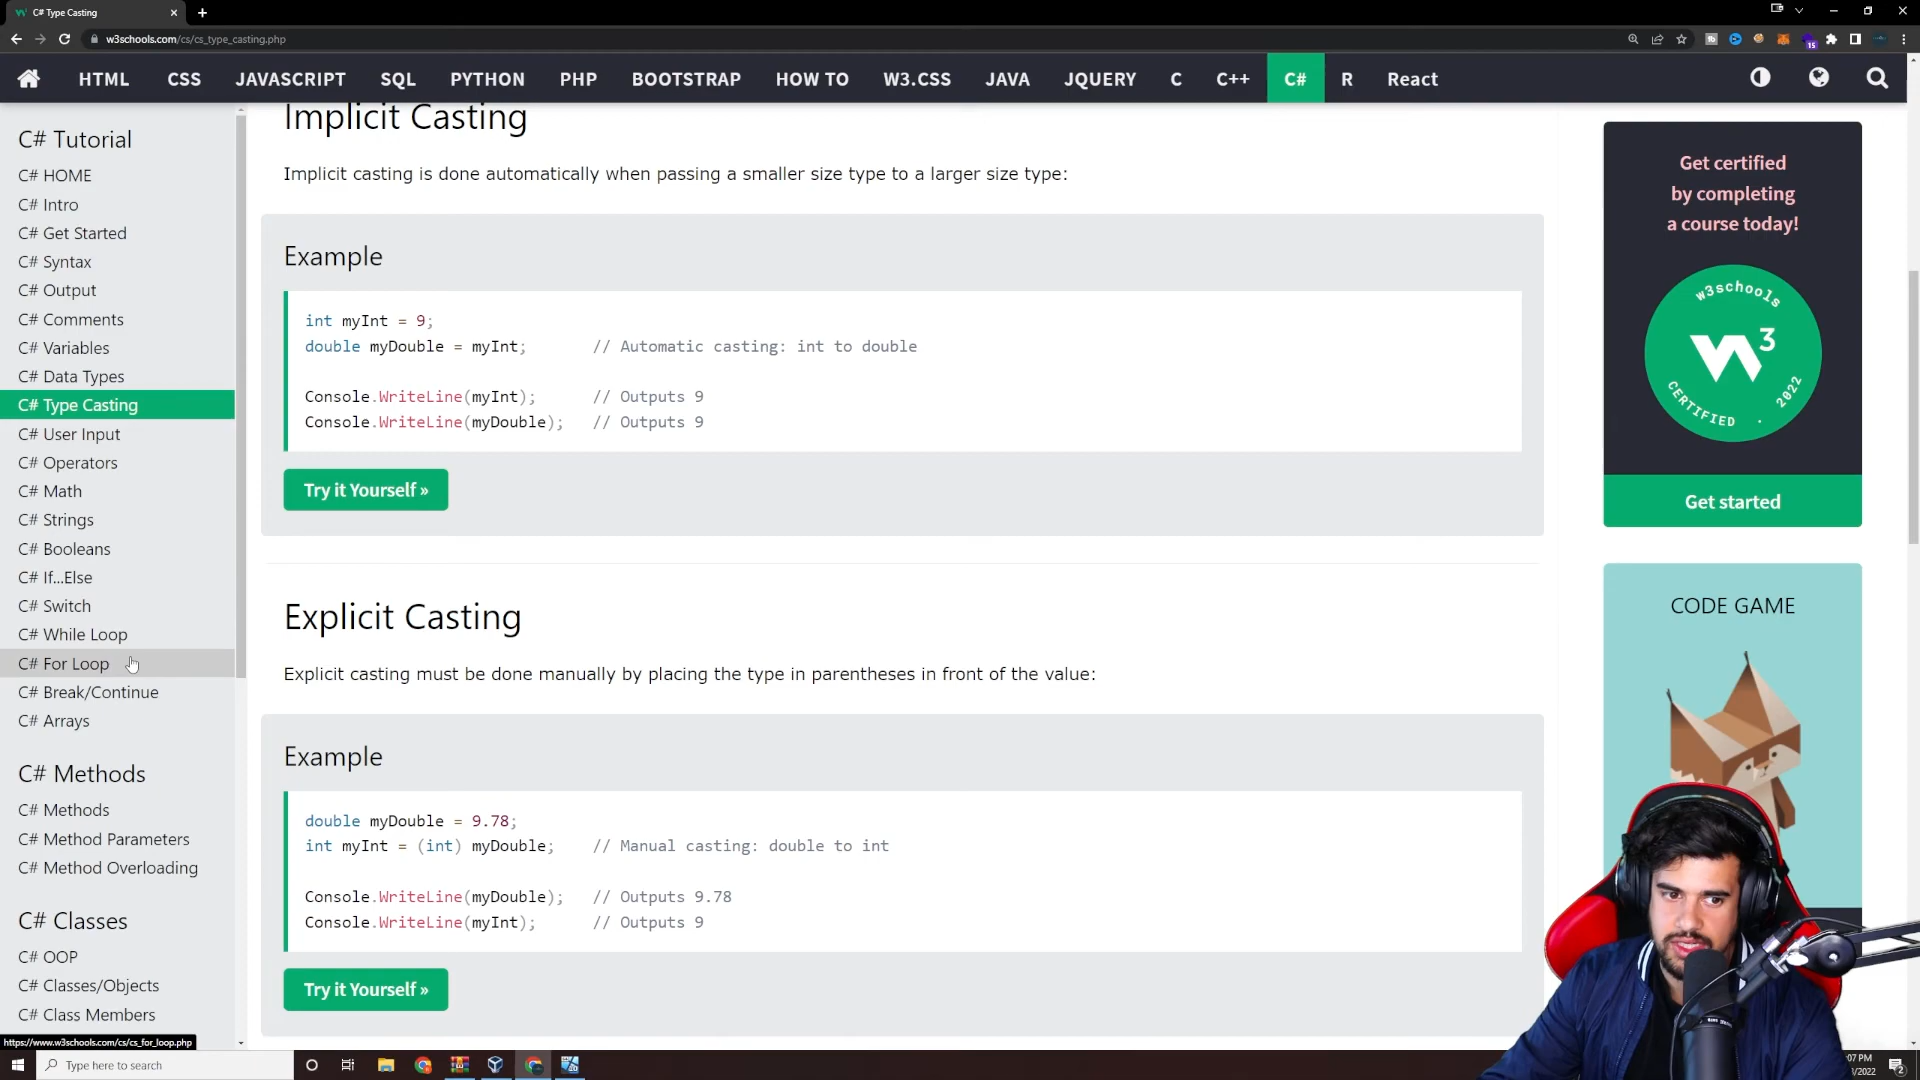 C# Type Casting
w3schools.com/cs/cs_type_casting.php
15
HTML CSS JAVASCRIPT SQL PYTHON PHP BOOTSTRAP HOW TO W3.CSS JAVA JQUERY C C++ C# R React
C# Tutorial
C# HOME
C# Intro
C# Get Started
C# Syntax
C# Output
C# Comments
C# Variables
C# Data Types
C# Type Casting
C# User Input
C# Operators
C# Math
C# Strings
C# Booleans
C# If...Else
C# Switch
C# While Loop
C# For Loop
C# Break/Continue
C# Arrays
C# Methods
C# Methods
C# Method Parameters
C# Method Overloading
C# Classes
C# OOP
C# Classes/Objects
C# Class Members
https://www.w3schools.com/cs/cs_for_loop.php
Implicit Casting
Implicit casting is done automatically when passing a smaller size type to a larger size type:
Example
int myInt = 9;
double myDouble = myInt; // Automatic casting: int to double
Console.WriteLine(myInt); // Outputs 9
Console.WriteLine(myDouble); // Outputs 9
Try it Yourself »
Explicit Casting
Explicit casting must be done manually by placing the type in parentheses in front of the value:
Example
double myDouble = 9.78;
int myInt = (int) myDouble; // Manual casting: double to int
Console.WriteLine(myDouble); // Outputs 9.78
Console.WriteLine(myInt); // Outputs 9
Try it Yourself »
Get certified
by completing
a course today!
w3schools
W3
CERTIFIED . 2022
Get started
CODE GAME
Type here to search
:07 PM
/2022
2